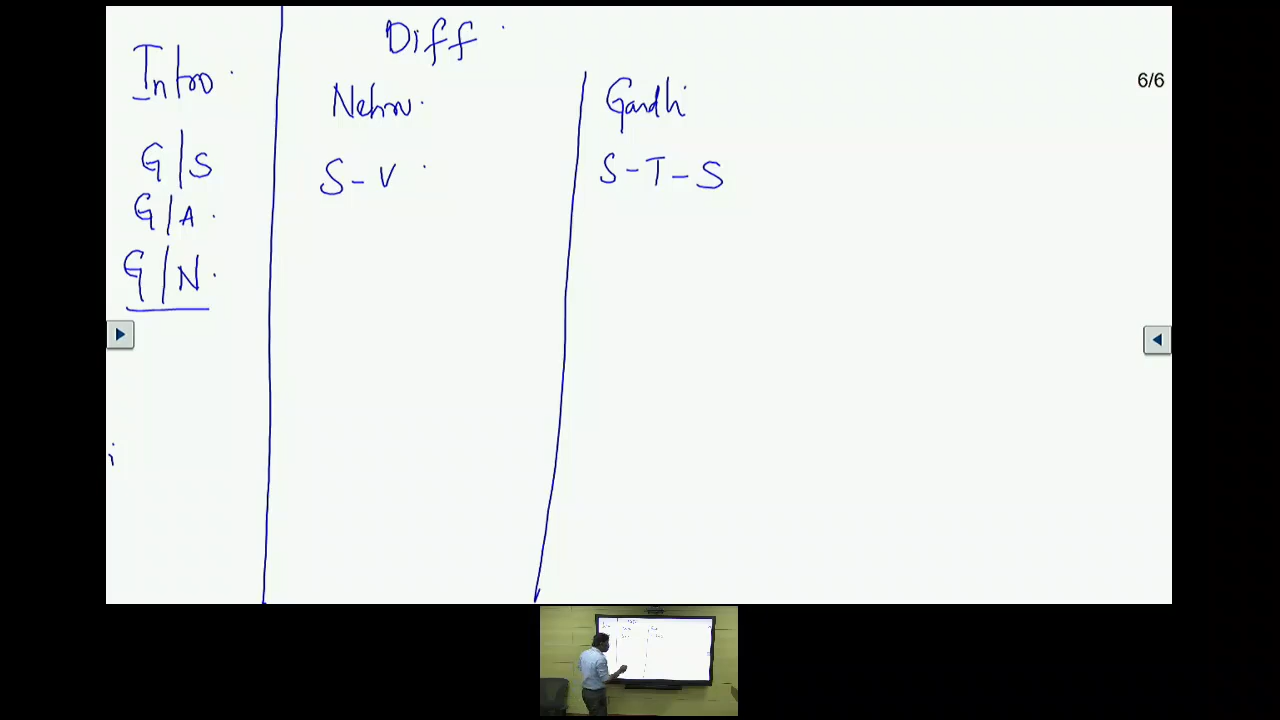 Intro.
G/S
G/A.
G/N.
i
Diff.
Nehru.
S-V
Gandhi
S-T-S
6/6